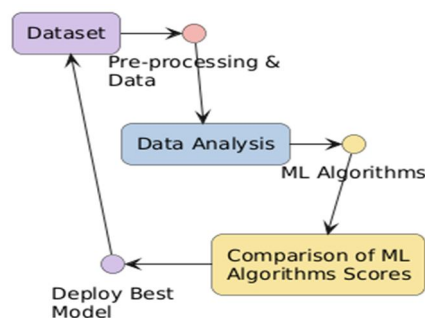 Dataset
Pre-processing &
Data
Data Analysis
ML Algorithms
Comparison of ML
Algorithms Scores
Deploy Best
Model